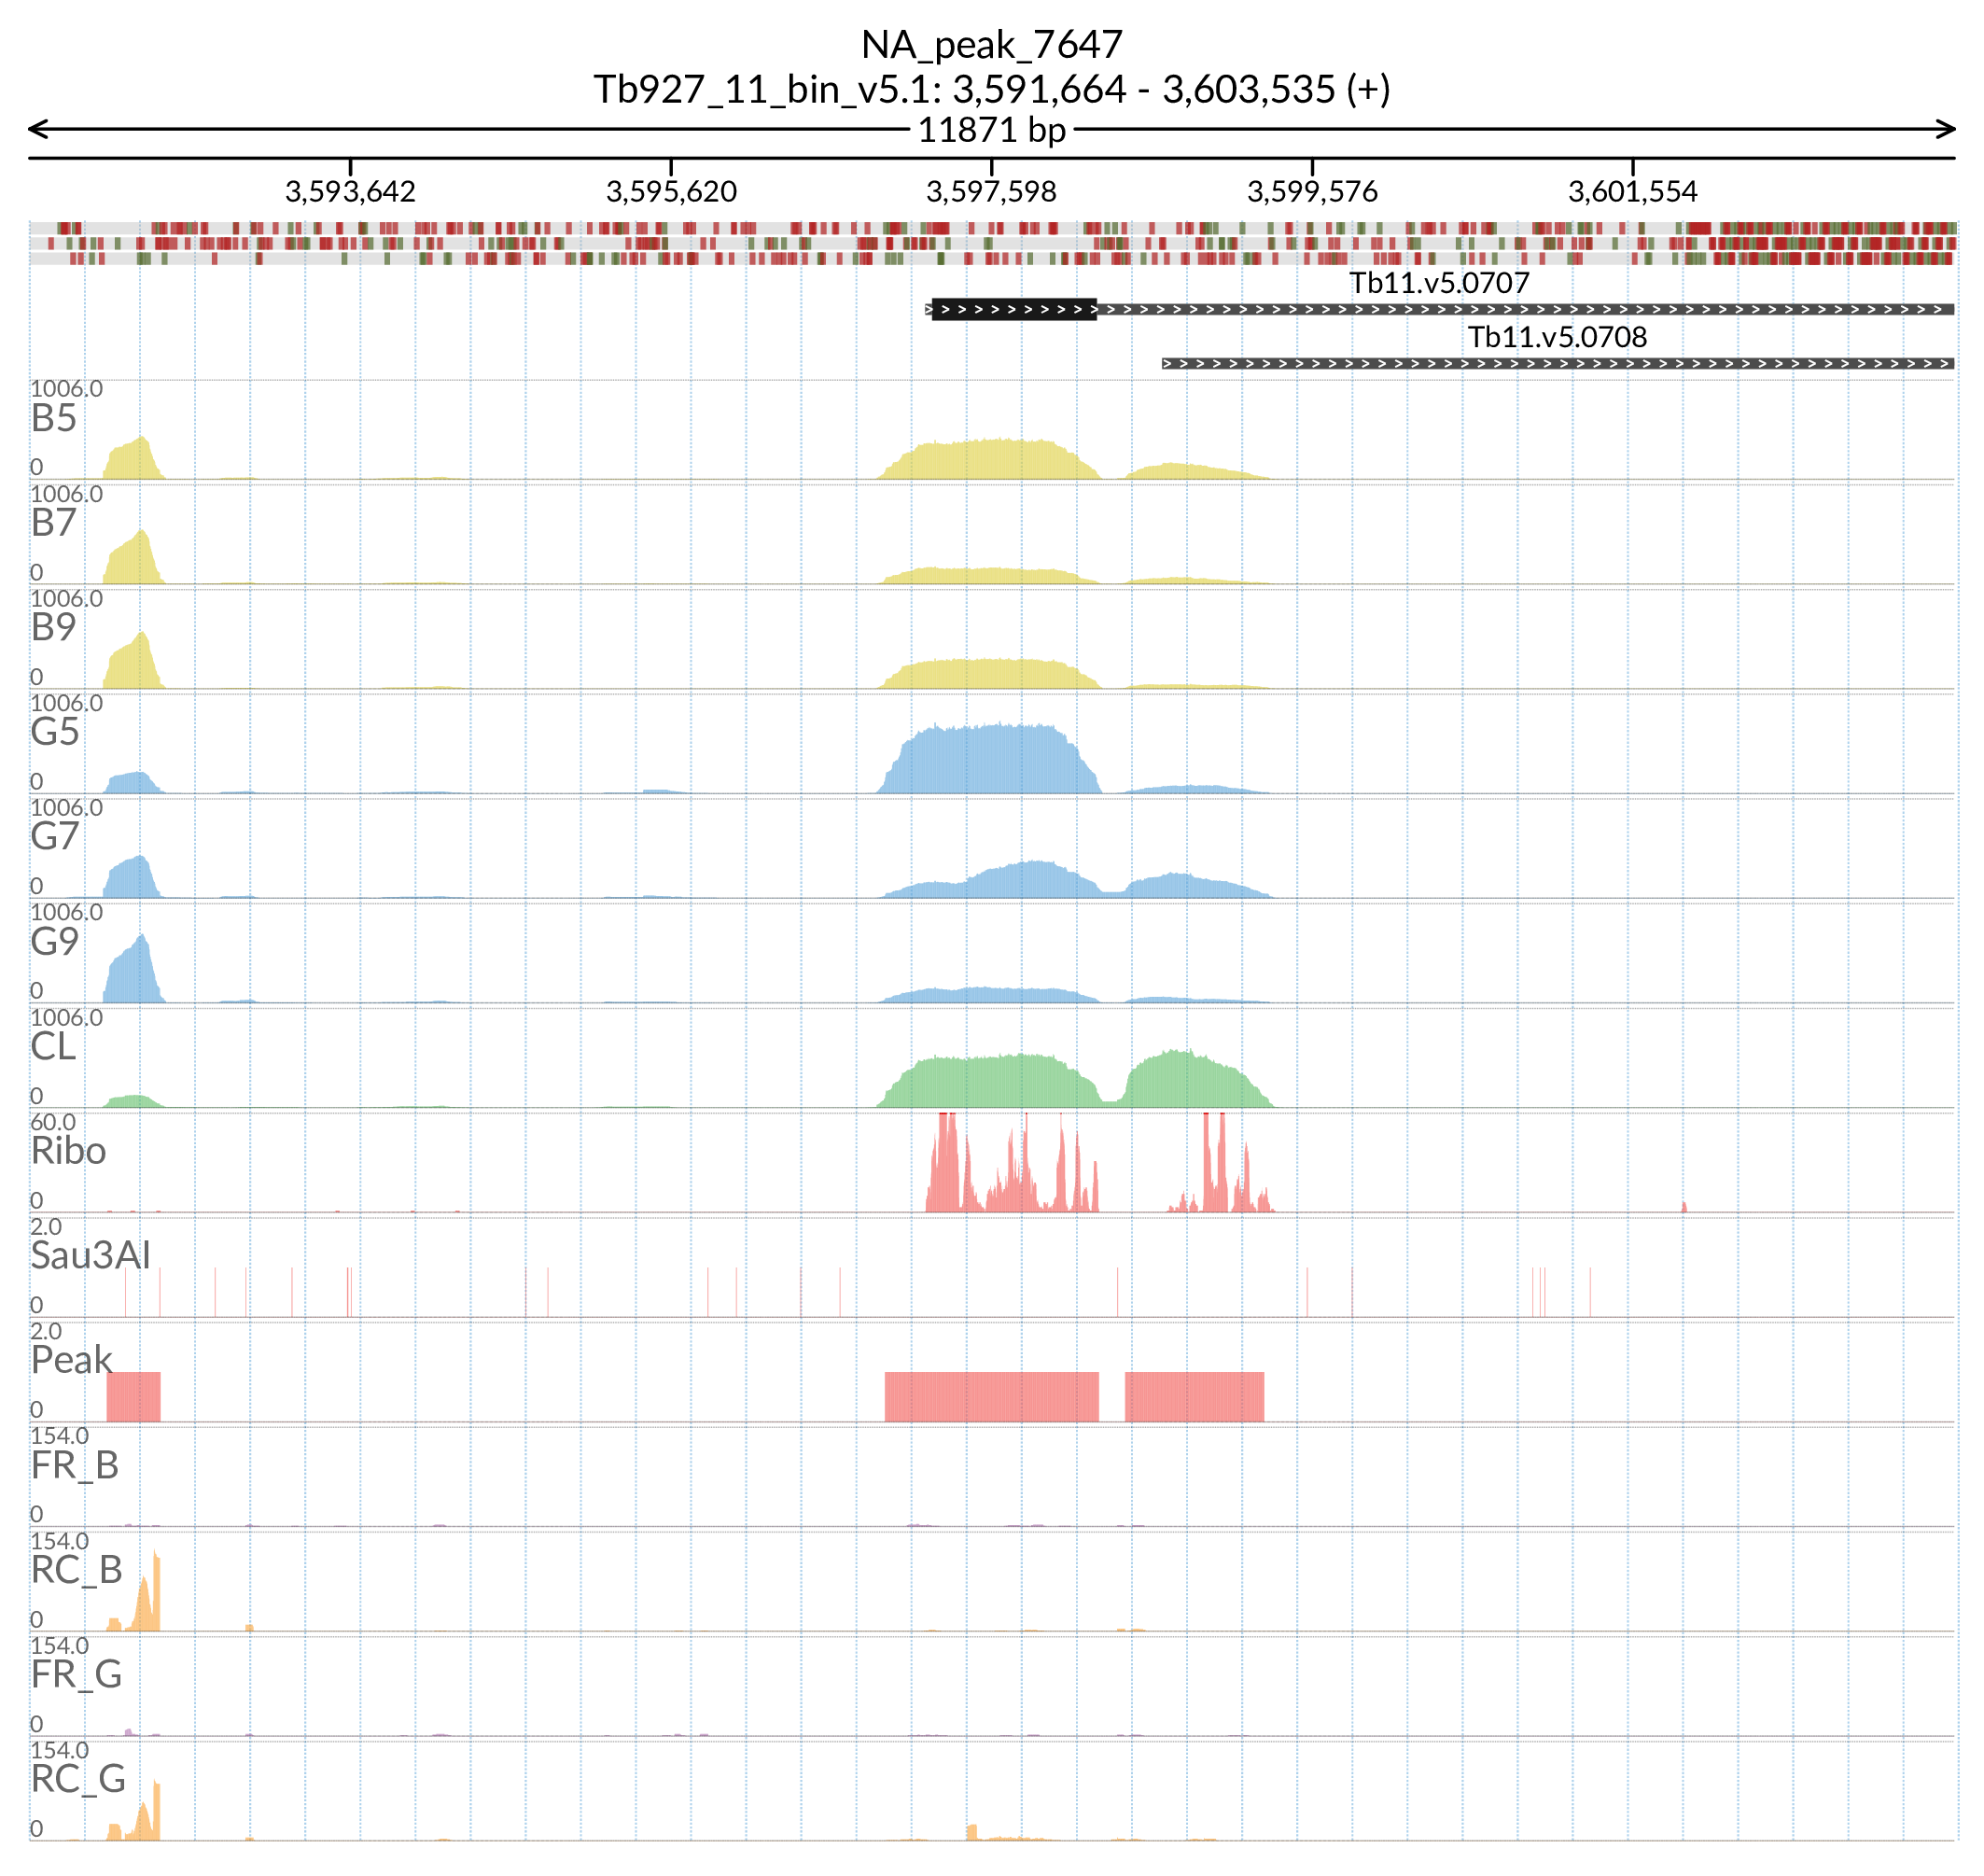 NA_peak_7647
Tb927_11_bin_v5.1: 3,591,664 - 3,603,535 (+)
11871 bp
3,593,642 3,595,620 3,597,598 3,599,576 3,601,554
Tb11.v5.0707
Tb11.v5.0708
1006.0
B5
0
1006.0
B7
0
1006.0
B9
0
1006.0
G5
0
1006.0
G7
0
1006.0
G9
0
1006.0
CL
0
60.0
Ribo
0
2.0
Sau3AI
0
2.0
Peak
0
154.0
FR_B
0
154.0
RC_B
0
154.0
FR_G
0
154.0
RC_G
0